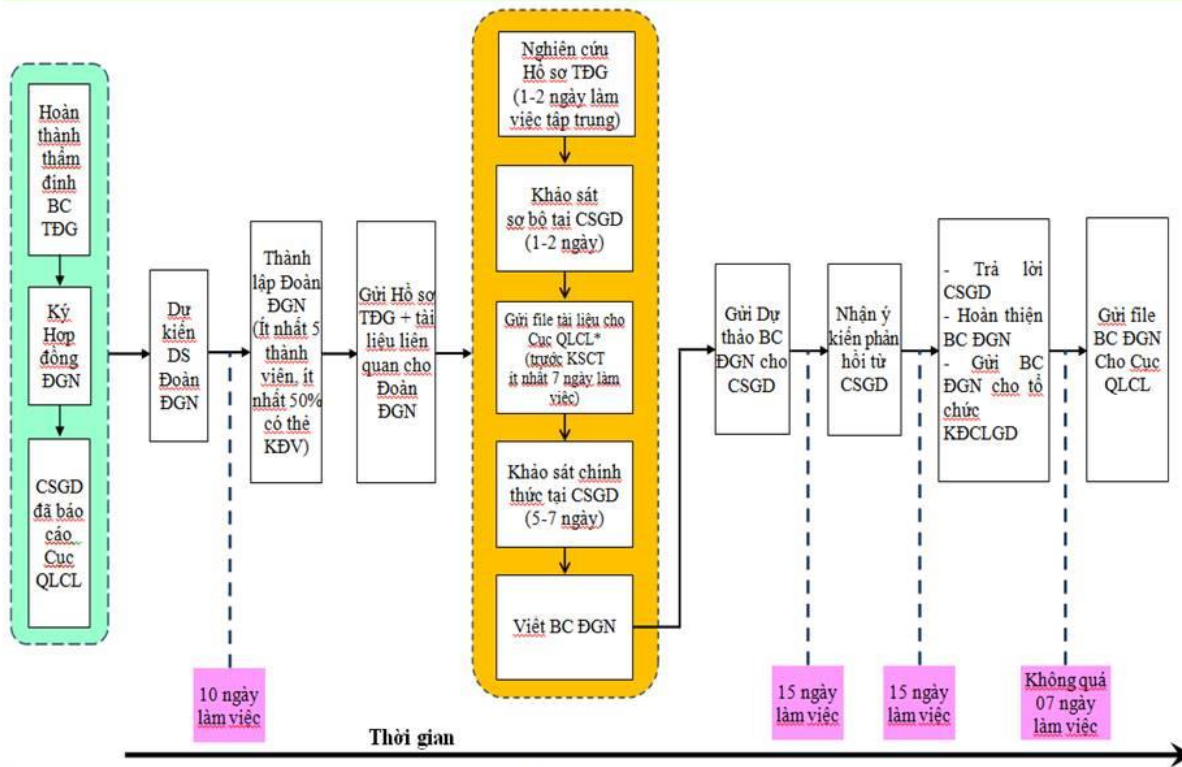 Hoàn
thành
thẩm
định
BC
TĐG
Ký
Hợp
đồng
ĐGN
CSGD
đã báo
cáo
Cục
QLCL
Dự
kiến
DS
Đoàn
ĐGN
Thành
lập Đoàn
ĐGN
(Ít nhất 5
thành
viên, ít
nhất 50%
có thẻ
KĐV)
Gửi Hồ sơ
TĐG + tài
liệu liên
quan cho
Đoàn ĐGN
Nghiên cứu
Hồ sơ TĐG
(1-2 ngày làm
việc tập trung)
Khảo sát
sơ bộ tại CSGD
(1-2 ngày)
Gửi file tài liệu cho
Cục QLCL*
(trước KSCT
ít nhất 7 ngày làm
việc)
Khảo sát chính
thức tại CSGD
(5-7 ngày)
Viết BC ĐGN
Gửi Dự
thảo BC
ĐGN cho
CSGD
Nhận ý
kiến phản
hồi từ
CSGD
- Trả lời
CSGD
- Hoàn thiện
BC ĐGN
- Gửi BC
ĐGN cho tổ
chức
KĐCLGD
Gửi file
BC ĐGN
Cho Cục
QLCL
10 ngày
làm việc
15 ngày
làm việc
15 ngày
làm việc
Không quá
07 ngày
làm việc
Thời gian